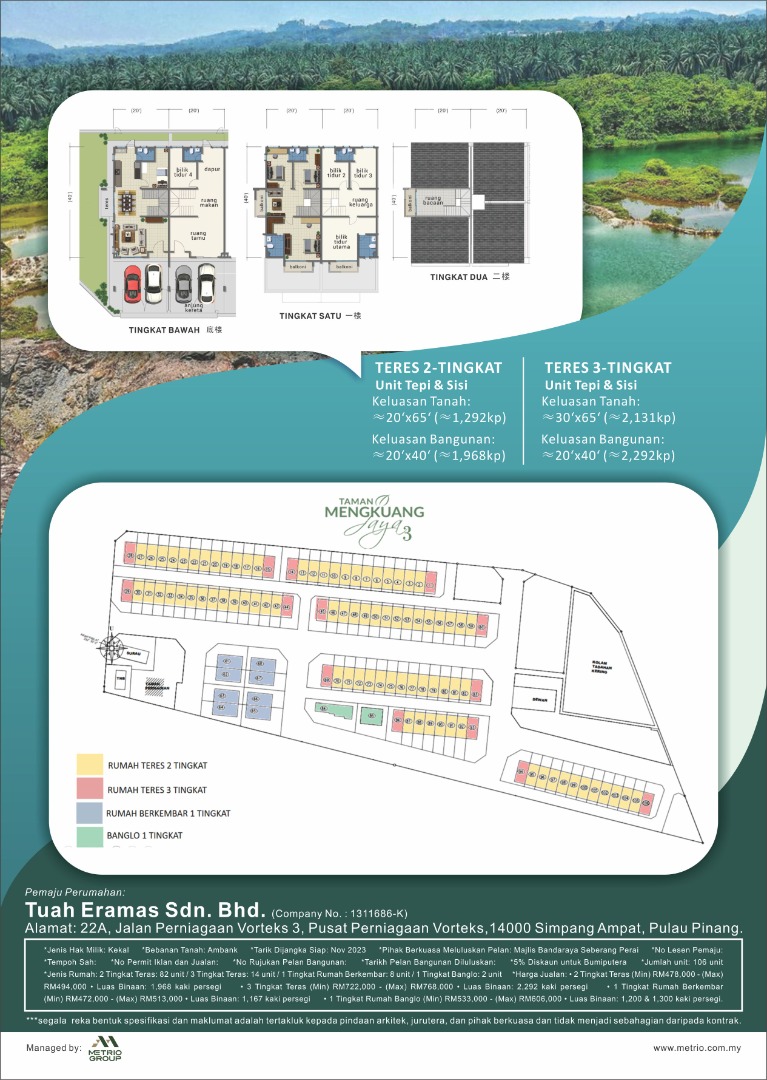 (20') (20') (20') (20') (20') (20')
bilik tidur 4
dapur
ruang makan
ruang tamu
teres
anjung kereta
(42')
TINGKAT BAWAH 底楼
bilik tidur 2
bilik tidur 3
ruang keluarga
bilik tidur utama
balkoni
balkoni
balkoni
TINGKAT SATU 一楼
balkoni
ruang bacaan
TINGKAT DUA 二楼
TERES 2-TINGKAT
Unit Tepi & Sisi
Keluasan Tanah:
≈20'x65' (≈1,292kp)
Keluasan Bangunan:
≈20'x40' (≈1,968kp)
TERES 3-TINGKAT
Unit Tepi & Sisi
Keluasan Tanah:
≈30'x65' (≈2,131kp)
Keluasan Bangunan:
≈20'x40' (≈2,292kp)
TAMAN
MENGKUANG
Jaya 3
SURAU
TNB
TAMAN PERMAINAN
DEWAN
KOLAM
TADAHAN
KERING
RUMAH TERES 2 TINGKAT
RUMAH TERES 3 TINGKAT
RUMAH BERKEMBAR 1 TINGKAT
BANGLO 1 TINGKAT
Pemaju Perumahan:
Tuah Eramas Sdn. Bhd. (Company No. : 1311686-K)
Alamat: 22A, Jalan Perniagaan Vorteks 3, Pusat Perniagaan Vorteks,14000 Simpang Ampat, Pulau Pinang.
*Jenis Hak Milik: Kekal *Bebanan Tanah: Ambank *Tarik Dijangka Siap: Nov 2023 *Pihak Berkuasa Meluluskan Pelan: Majlis Bandaraya Seberang Perai *No Lesen Pemaju:
*Tempoh Sah: *No Permit Iklan dan Jualan: *No Rujukan Pelan Bangunan: *Tarikh Pelan Bangunan Diluluskan: *5% Diskaun untuk Bumiputera *Jumlah unit: 106 unit
*Jenis Rumah: 2 Tingkat Teres: 82 unit / 3 Tingkat Teres: 14 unit / 1 Tingkat Rumah Berkembar: 8 unit / 1 Tingkat Banglo: 2 unit *Harga Jualan: • 2 Tingkat Teres (Min) RM478,000 - (Max)
RM494,000 • Luas Binaan: 1,968 kaki persegi • 3 Tingkat Teres (Min) RM722,000 - (Max) RM768,000 • Luas Binaan: 2,292 kaki persegi • 1 Tingkat Rumah Berkembar
(Min) RM472,000 - (Max) RM513,000 • Luas Binaan: 1,167 kaki persegi • 1 Tingkat Rumah Banglo (Min) RM533,000 - (Max) RM606,000 • Luas Binaan: 1,200 & 1,300 kaki persegi.
***segala reka bentuk spesifikasi dan maklumat adalah tertakluk kepada pindaan arkitek, jurutera, dan pihak berkuasa dan tidak menjadi sebahagian daripada kontrak.
Managed by:
METRIO
GROUP
www.metrio.com.my